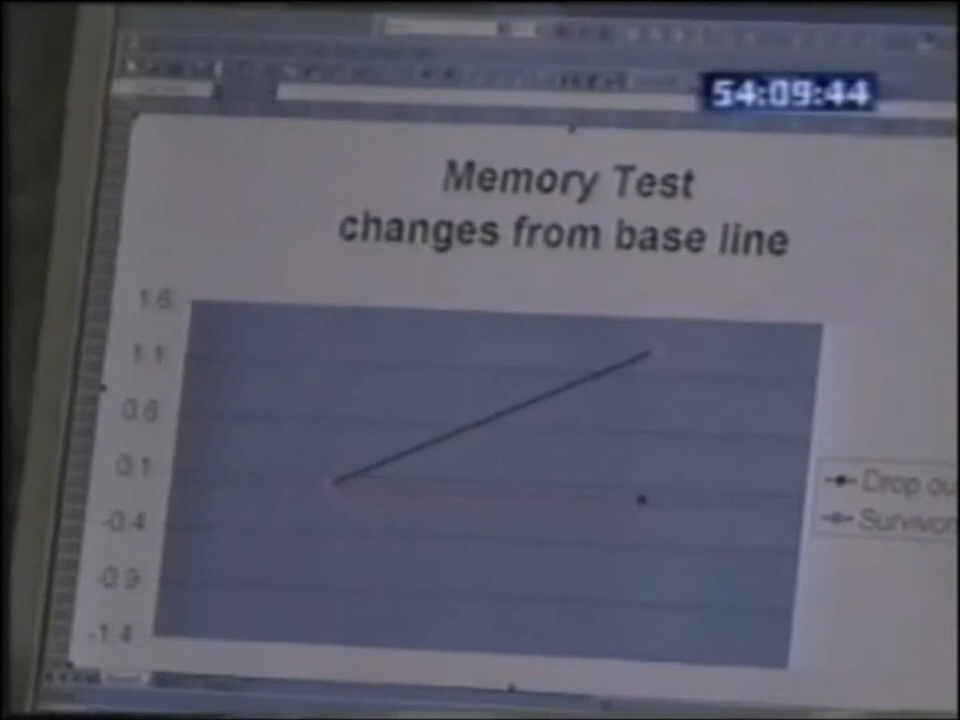 54:09:44
Memory Test
changes from base line
1.6
1.1
0.6
0.1
-0.4
-0.9
-1.4
Drop ou
Survivor